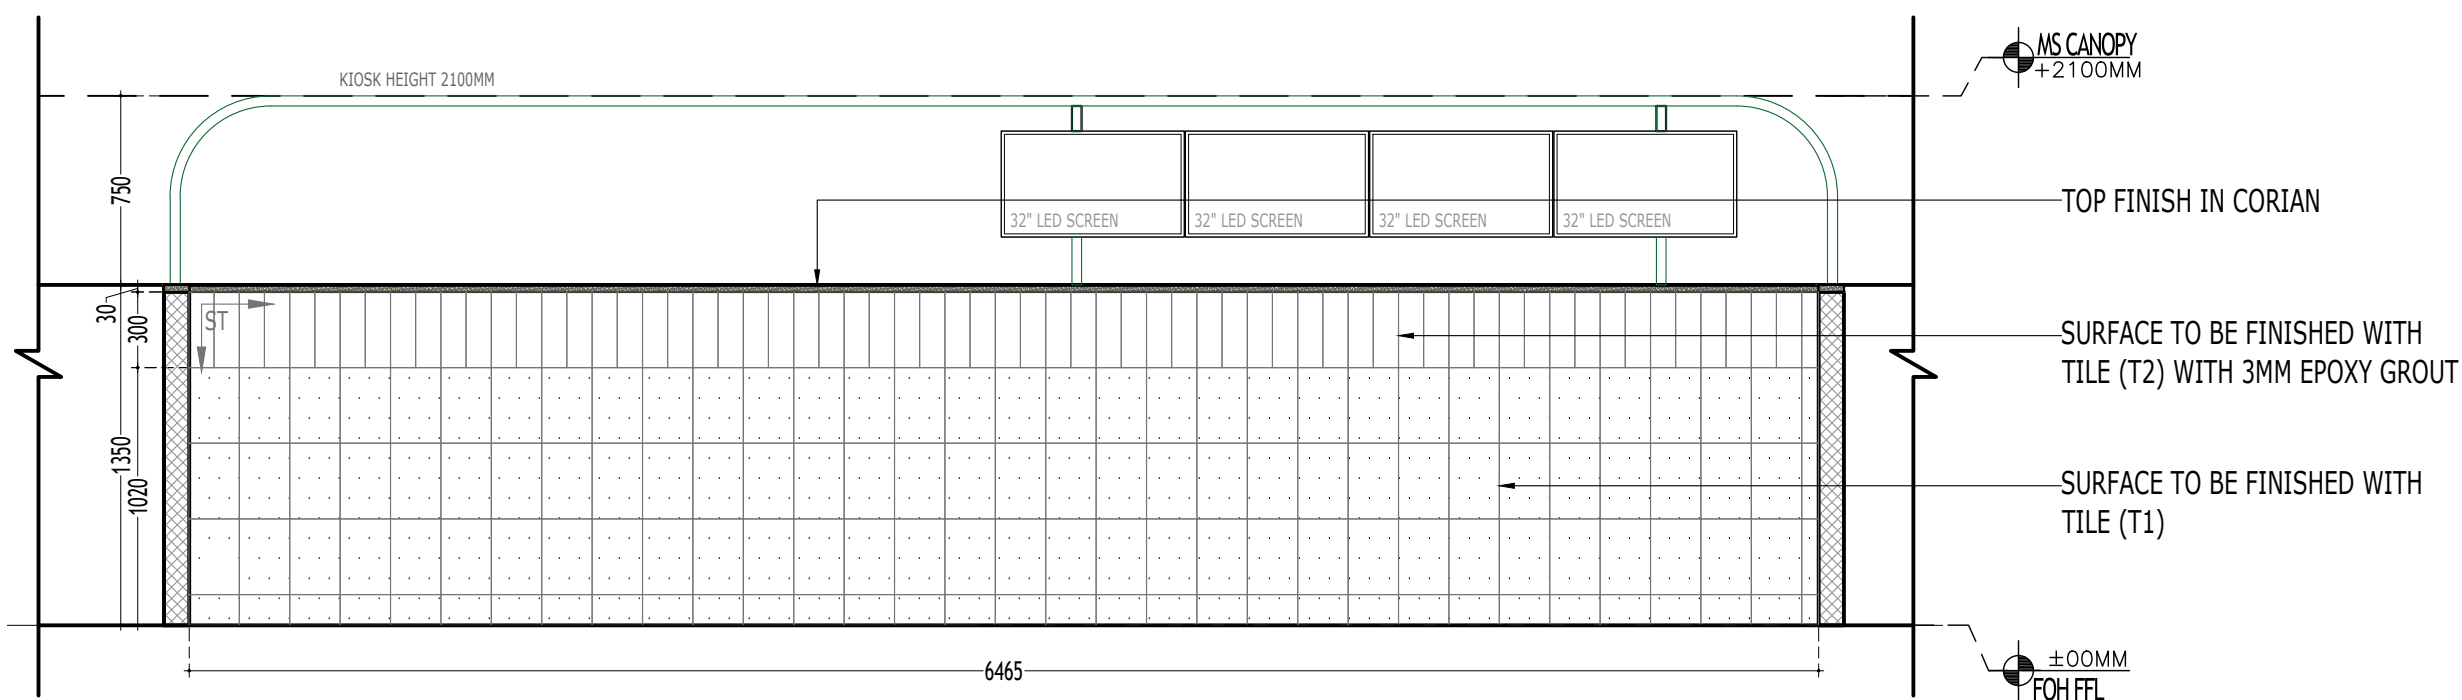 MS CANOPY
+2100MM
KIOSK HEIGHT 2100MM
750
TOP FINISH IN CORIAN
32" LED SCREEN
32" LED SCREEN
32" LED SCREEN
32" LED SCREEN
30
300
ST
SURFACE TO BE FINISHED WITH
TILE (T2) WITH 3MM EPOXY GROUT
1350
1020
SURFACE TO BE FINISHED WITH
TILE (T1)
6465
±00MM
FOH FFL